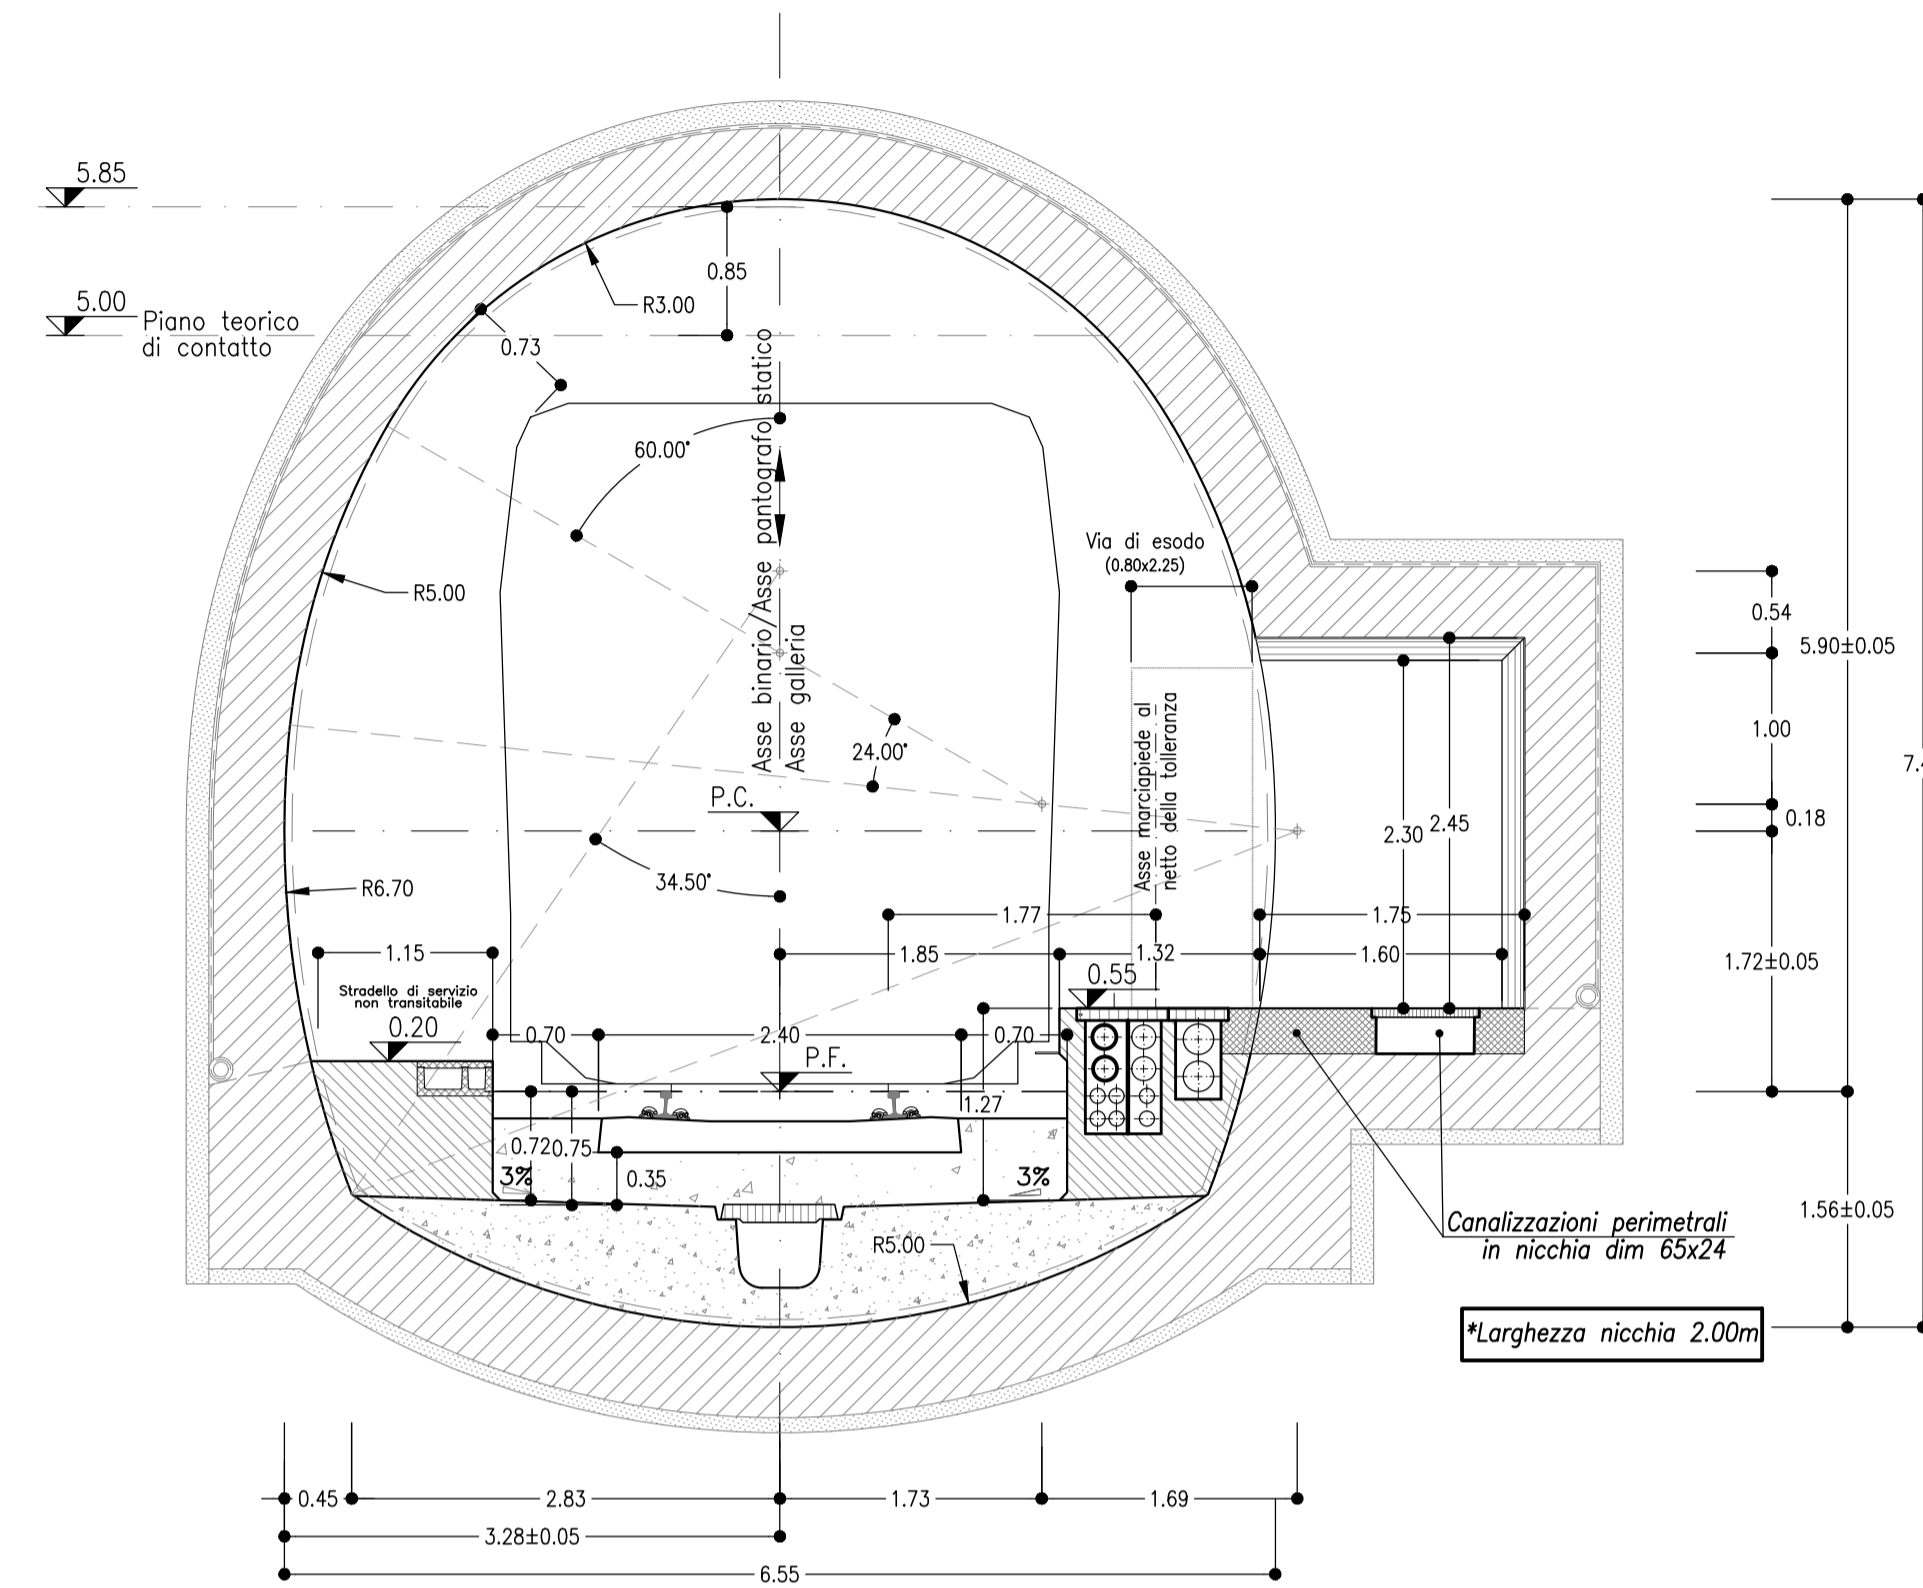 5.85
5.00
Piano teorico
di contatto
0.85
R3.00
0.73
60.00°
Asse binario/Asse pantografo statico
Asse galleria
R5.00
Via di esodo
(0.80x2.25)
0.54
5.90±0.05
1.00
24.00°
P.C.
Asse marciapiede al
netto della tolleranza
2.30
2.45
0.18
34.50°
R6.70
1.77
1.75
1.15
1.85
1.32
1.60
1.72±0.05
0.55
Stradello di servizio
non transitabile
0.20
0.70
2.40
0.70
P.F.
1.27
0.72
0.75
0.35
3%
3%
R5.00
1.56±0.05
Canalizzazioni perimetrali
in nicchia dim 65x24
*Larghezza nicchia 2.00m
0.45
2.83
1.73
1.69
3.28±0.05
6.55